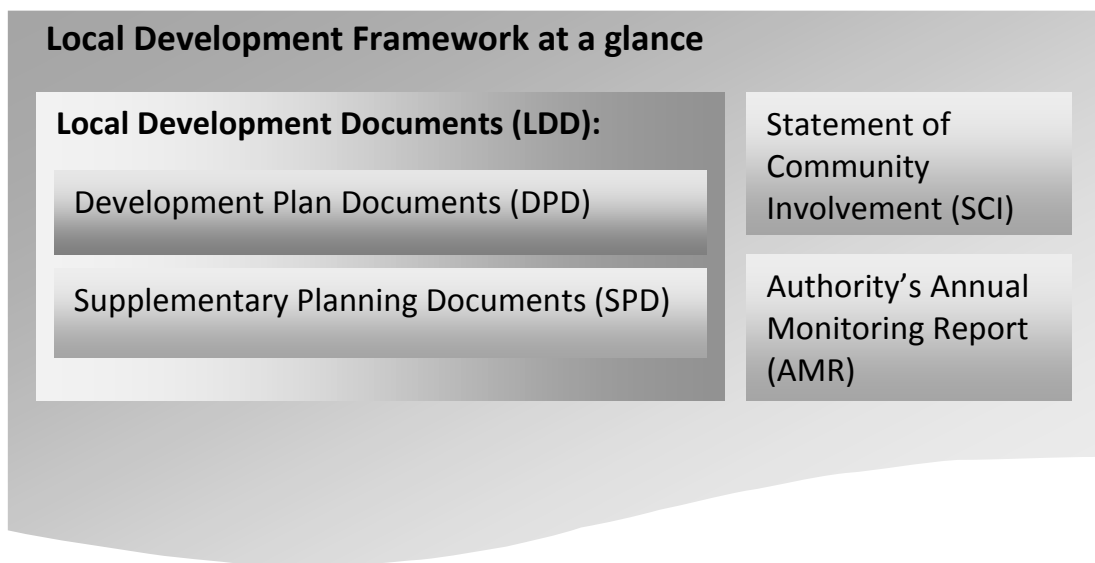 Local Development Framework at a glance
Local Development Documents (LDD):
Development Plan Documents (DPD)
Supplementary Planning Documents (SPD)
Statement of
Community
Involvement (SCI)
Authority’s Annual
Monitoring Report
(AMR)